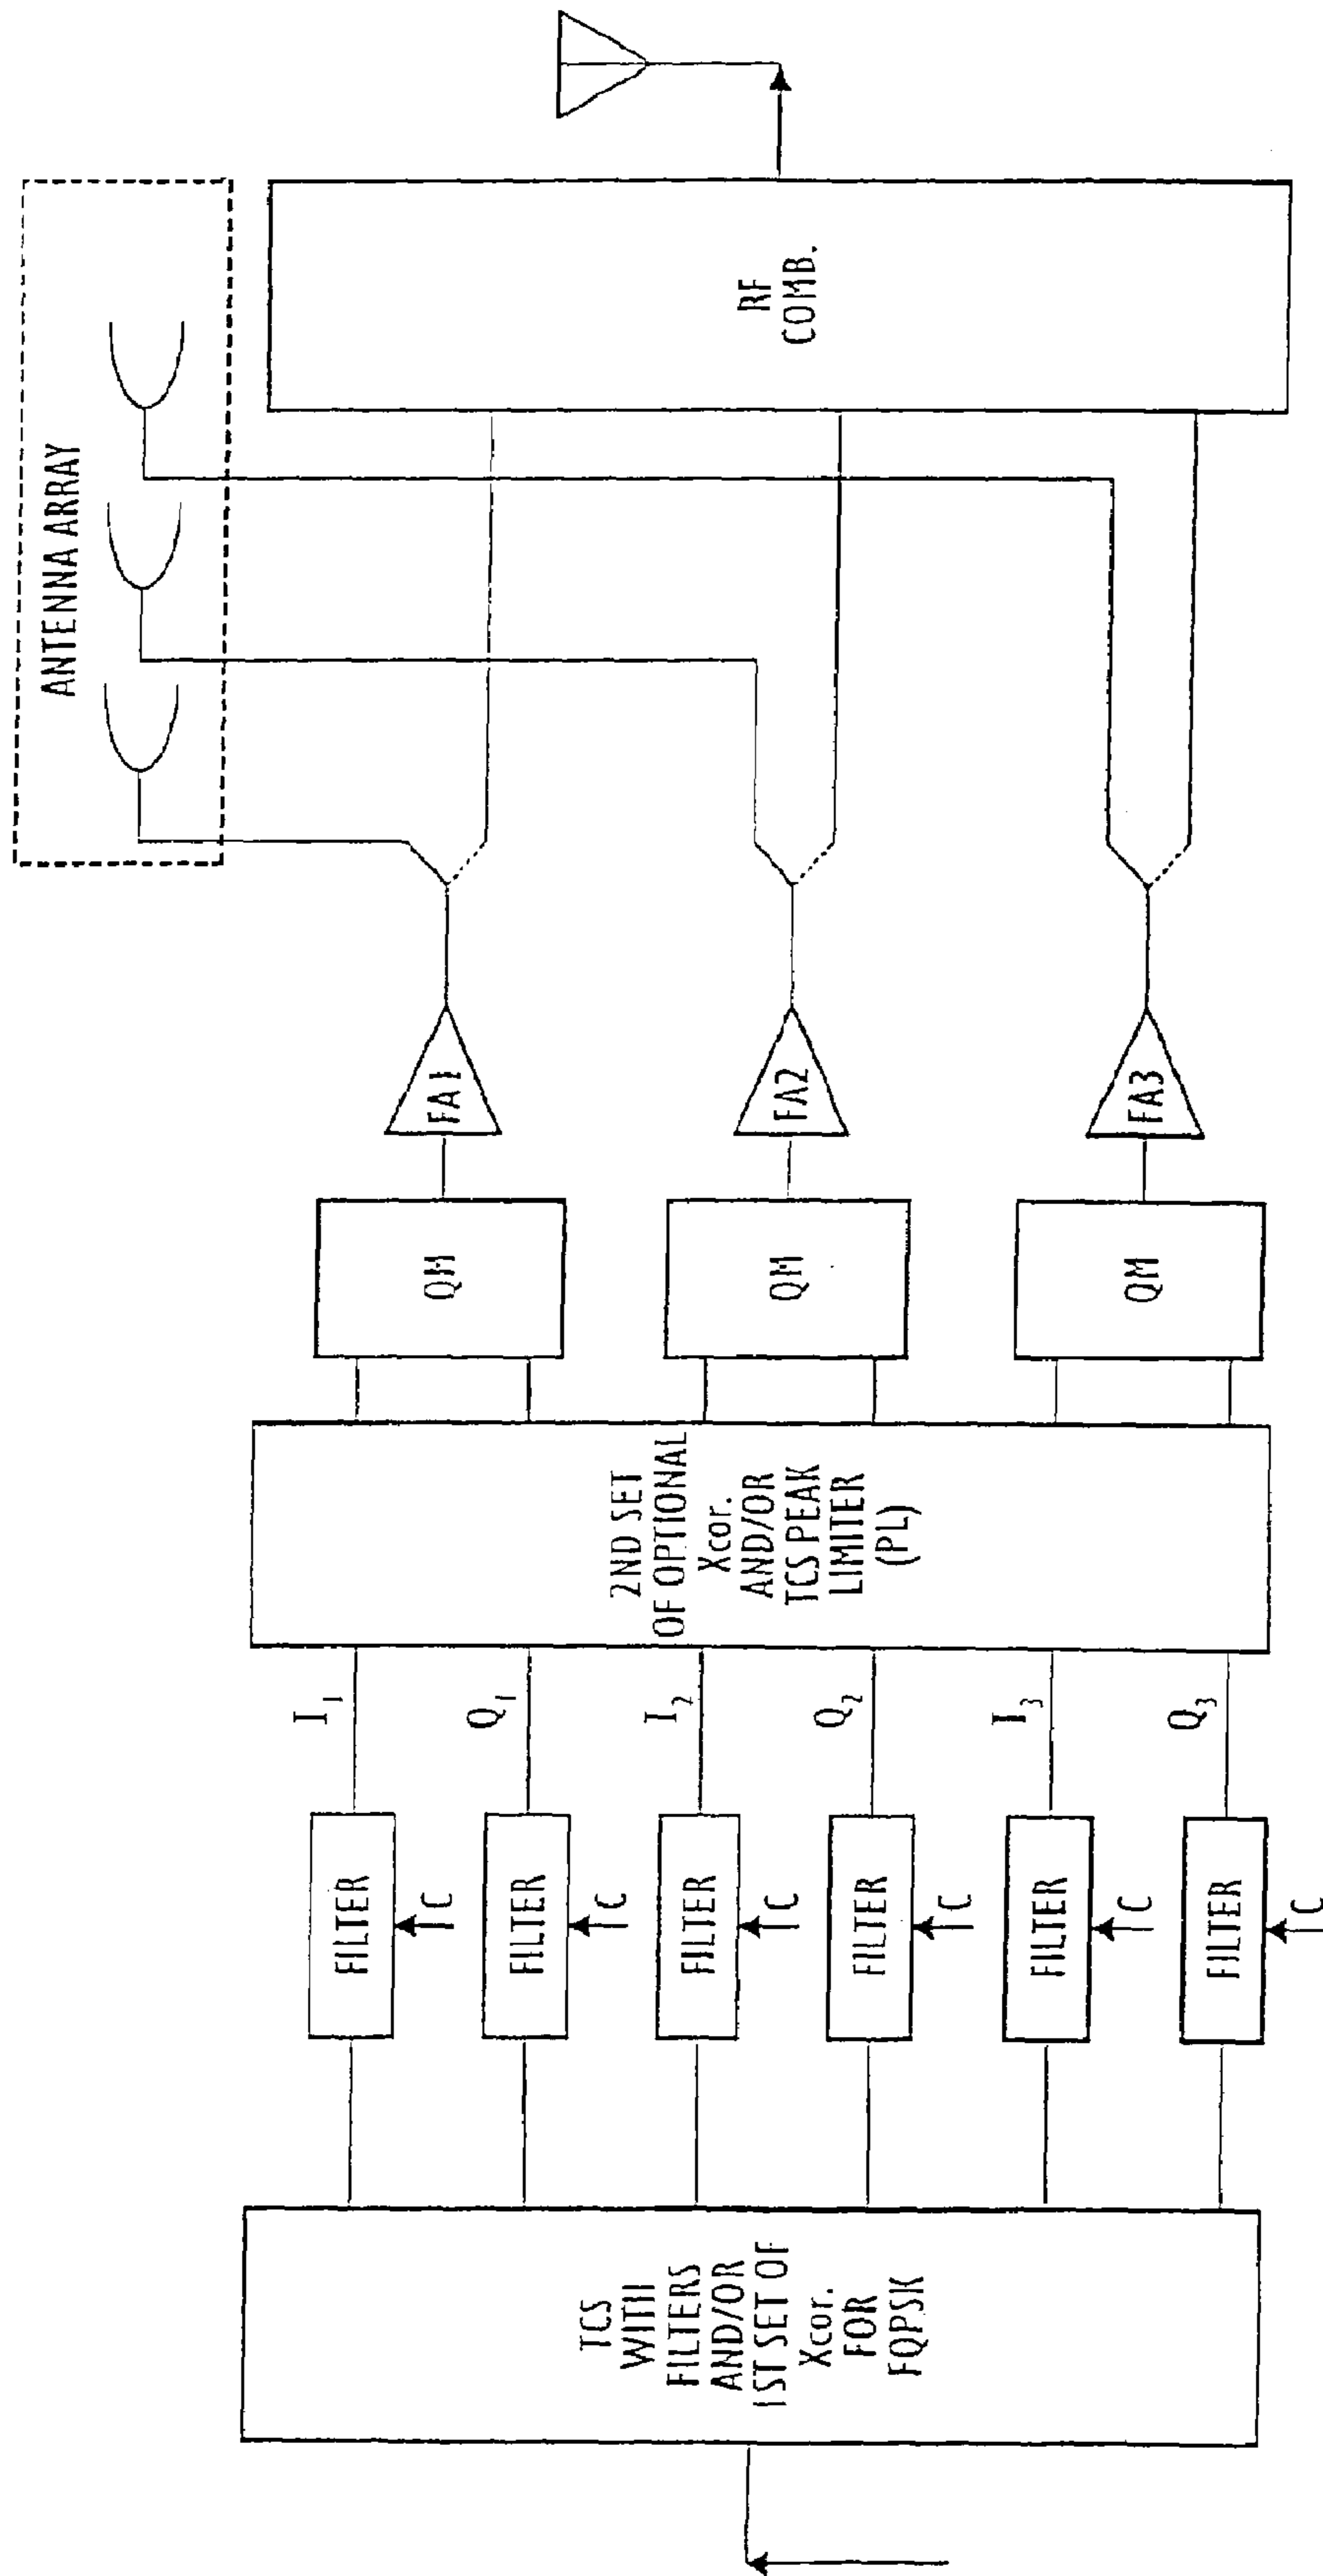 ANTENNA ARRAY
TCS
WITH
FILTERS
AND/OR
1ST SET OF
Xcor.
FOR
FQPSK
FILTER
FILTER
FILTER
FILTER
FILTER
FILTER
C
C
C
C
C
C
I1
Q1
I2
Q2
I3
Q3
2ND SET
OF OPTIONAL
Xcor.
AND/OR
TCS PEAK
LIMITER
(PL)
QM
QM
QM
FA1
FA2
FA3
RF
COMB.